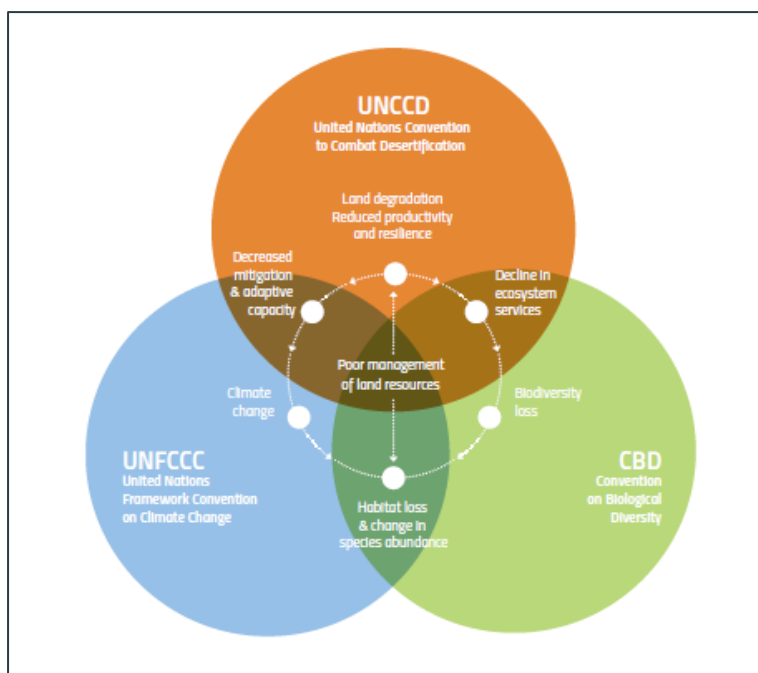 UNCCD
United Nations Convention
to Combat Desertification
Land degradation
Reduced productivity
and resilience
Decreased
mitigation
& adaptive
capacity
Decline in
ecosystem
services
Poor management
of land resources
Climate
change
Biodiversity
loss
UNFCCC
United Nations
Framework Convention
on Climate Change
CBD
Convention
on Biological
Diversity
Habitat loss
& change in
species abundance